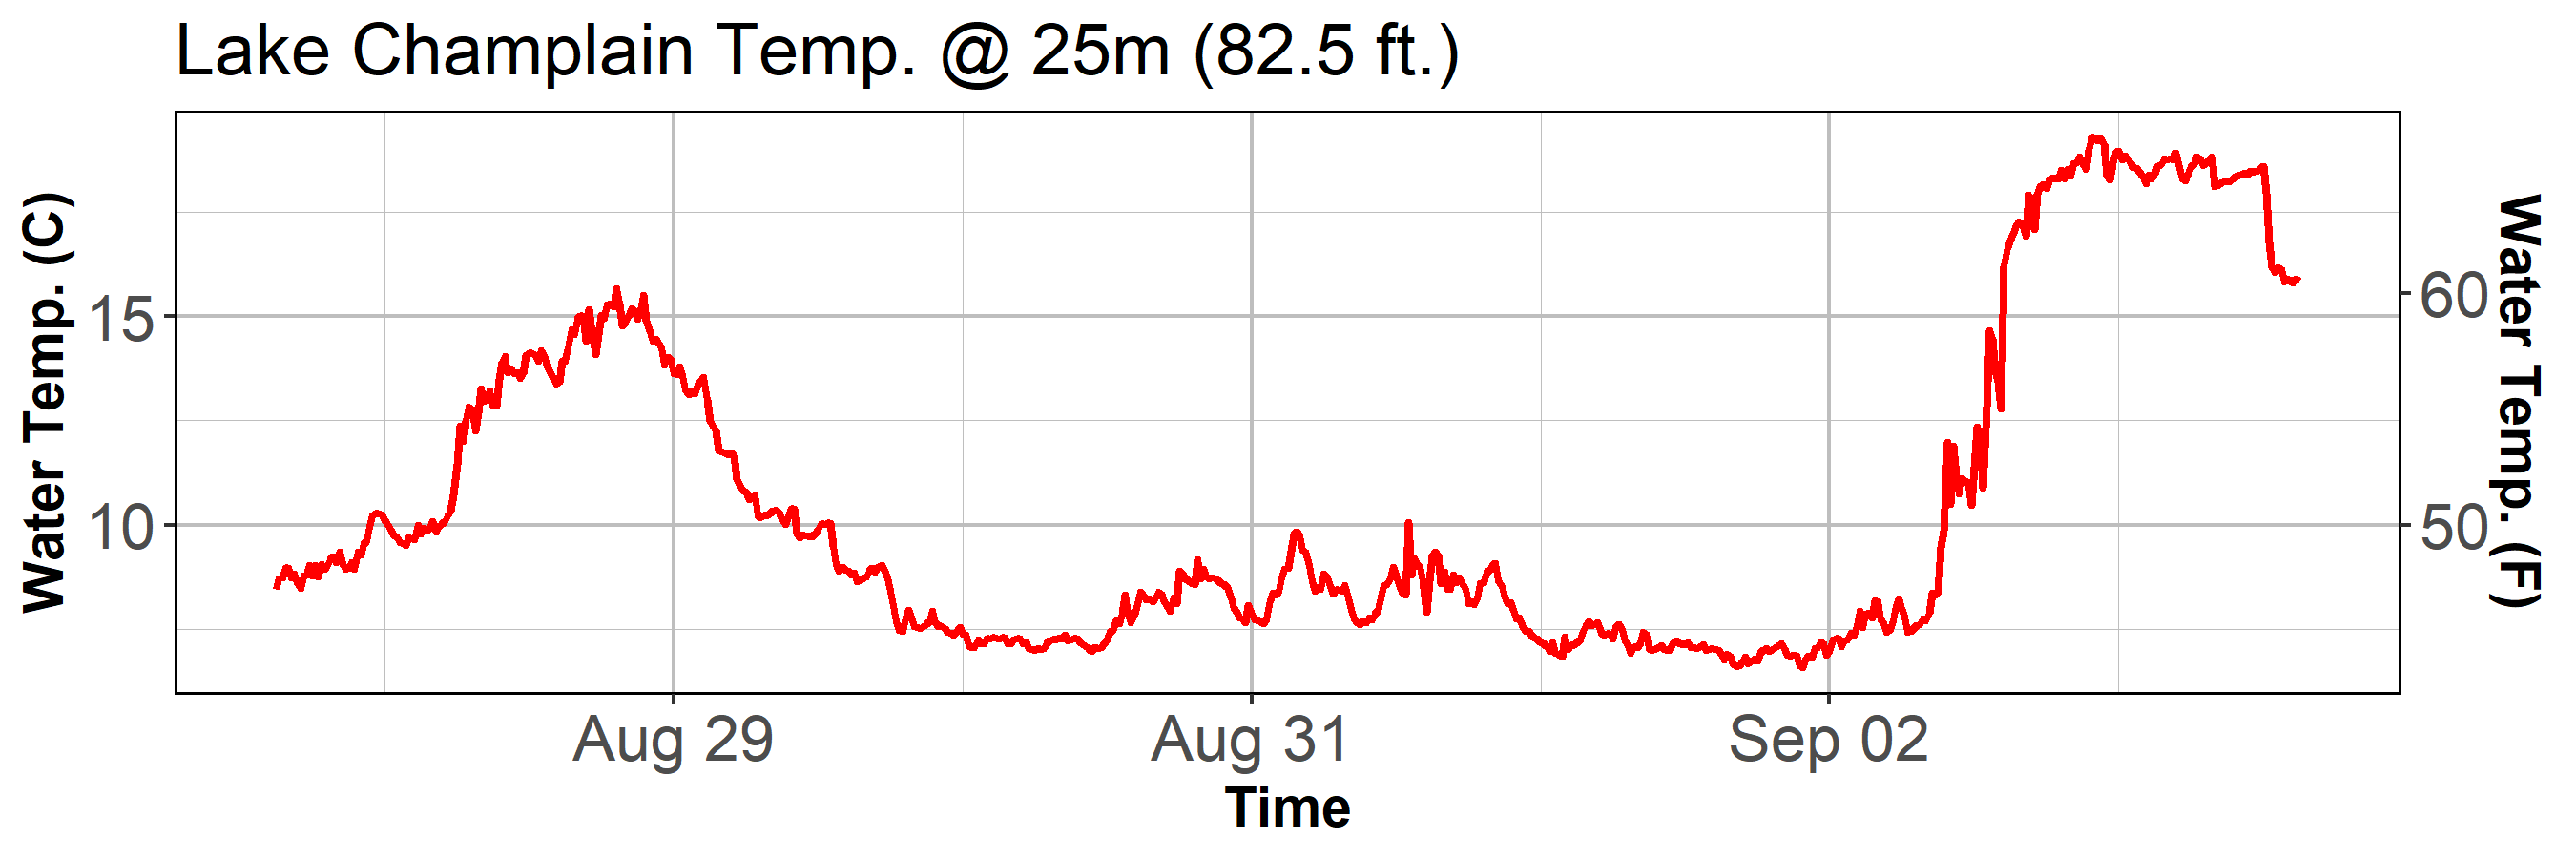 Lake Champlain Temp. @ 25m (82.5 ft.)
Water Temp. (C)
15
10
60
50
Water Temp. (F)
Aug 29
Aug 31
Sep 02
Time